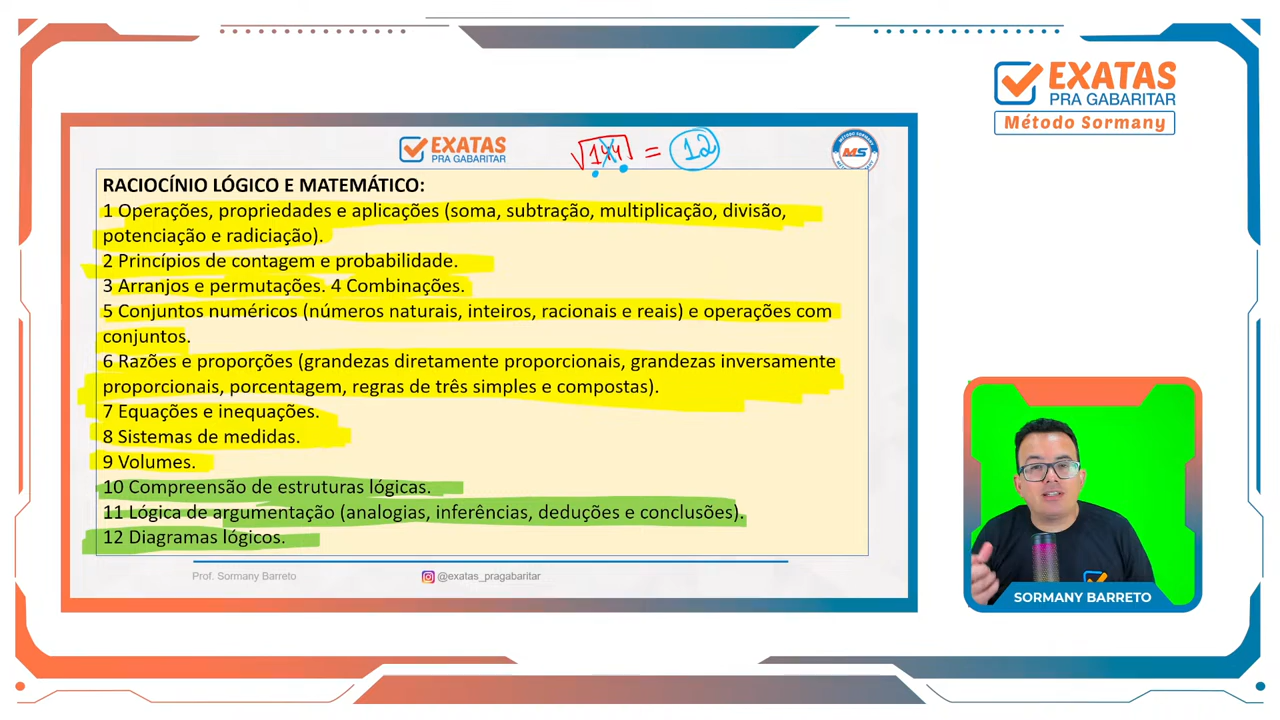 EXATAS
PRA GABARITAR
Método Sormany
EXATAS
PRA GABARITAR
√144 = 12
MÉTODO SORMANY
MS
RACIOCÍNIO LÓGICO E MATEMÁTICO:
1 Operações, propriedades e aplicações (soma, subtração, multiplicação, divisão,
potenciação e radiciação).
2 Princípios de contagem e probabilidade.
3 Arranjos e permutações. 4 Combinações.
5 Conjuntos numéricos (números naturais, inteiros, racionais e reais) e operações com
conjuntos.
6 Razões e proporções (grandezas diretamente proporcionais, grandezas inversamente
proporcionais, porcentagem, regras de três simples e compostas).
7 Equações e inequações.
8 Sistemas de medidas.
9 Volumes.
10 Compreensão de estruturas lógicas.
11 Lógica de argumentação (analogias, inferências, deduções e conclusões).
12 Diagramas lógicos.
Prof. Sormany Barreto
@exatas_pragabaritar
SORMANY BARRETO